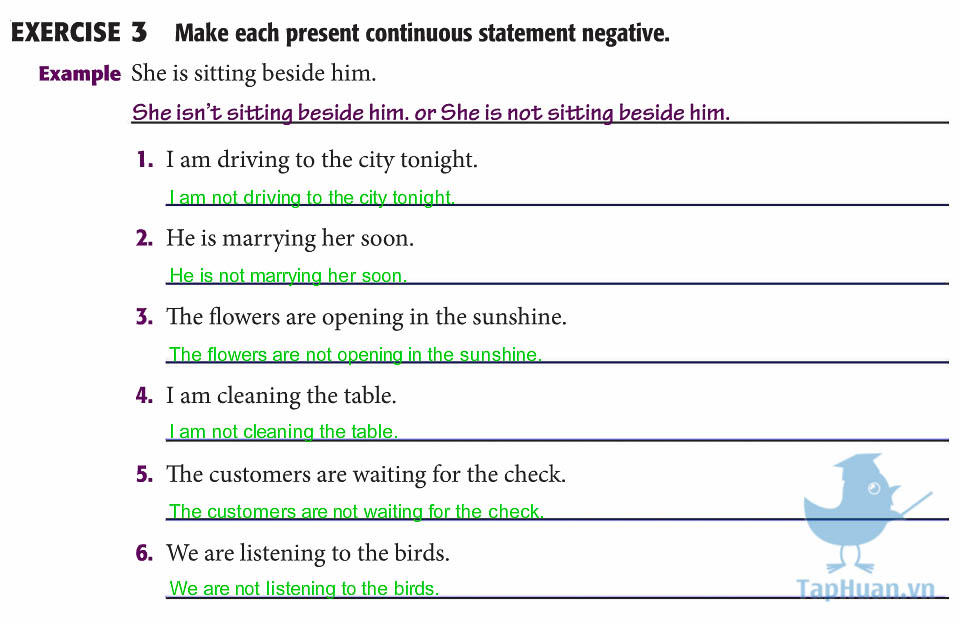 EXERCISE 3 Make each present continuous statement negative.
Example She is sitting beside him.
She isn't sitting beside him. or She is not sitting beside him.
1. I am driving to the city tonight.
I am not driving to the city tonight.
2. He is marrying her soon.
He is not marrying her soon.
3. The flowers are opening in the sunshine.
The flowers are not opening in the sunshine.
4. I am cleaning the table.
I am not cleaning the table.
5. The customers are waiting for the check.
The customers are not waiting for the check.
6. We are listening to the birds.
We are not listening to the birds.
TapHuan.vn